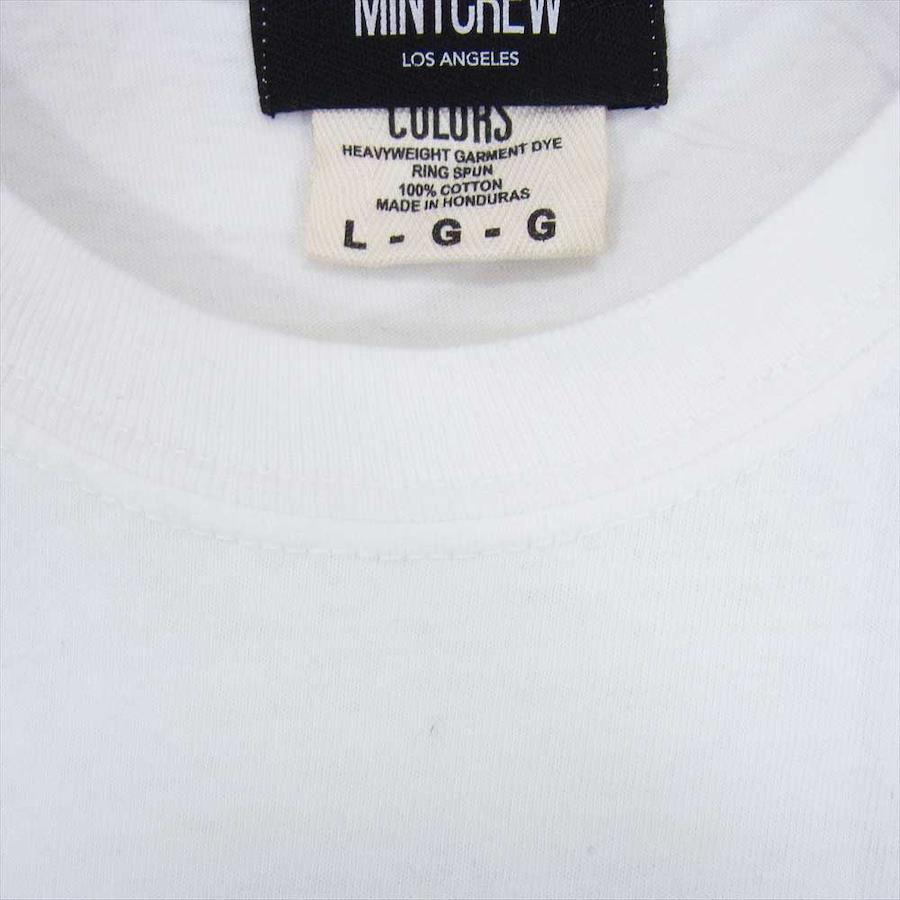 MINTCREW
LOS ANGELES
COLORS
HEAVYWEIGHT GARMENT DYE
RING SPUN
100% COTTON
MADE IN HONDURAS
L - G - G